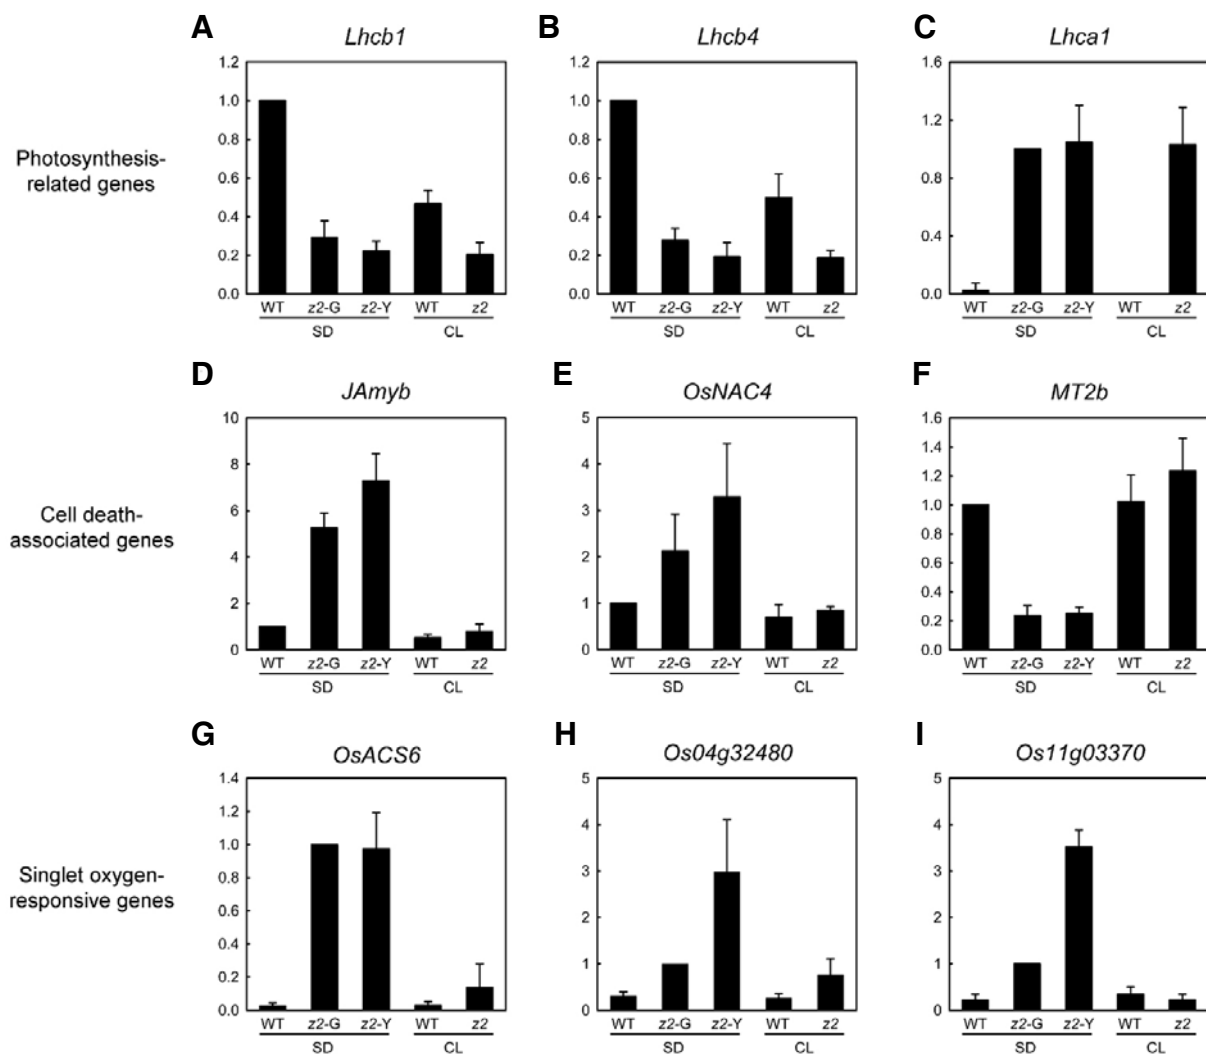 A
Lhcb1
B
Lhcb4
C
Lhca1
Photosynthesis-
related genes
1.2
1.0
0.8
0.6
0.4
0.2
0.0
WT z2-G z2-Y WT z2
SD CL
1.2
1.0
0.8
0.6
0.4
0.2
0.0
WT z2-G z2-Y WT z2
SD CL
1.6
1.2
0.8
0.4
0.0
WT z2-G z2-Y WT z2
SD CL
D
JAmyb
E
OsNAC4
F
MT2b
Cell death-
associated genes
10
8
6
4
2
0
WT z2-G z2-Y WT z2
SD CL
5
4
3
2
1
0
WT z2-G z2-Y WT z2
SD CL
1.6
1.4
1.2
1.0
0.8
0.6
0.4
0.2
0.0
WT z2-G z2-Y WT z2
SD CL
G
OsACS6
H
Os04g32480
I
Os11g03370
Singlet oxygen-
responsive genes
1.4
1.2
1.0
0.8
0.6
0.4
0.2
0.0
WT z2-G z2-Y WT z2
SD CL
5
4
3
2
1
0
WT z2-G z2-Y WT z2
SD CL
5
4
3
2
1
0
WT z2-G z2-Y WT z2
SD CL